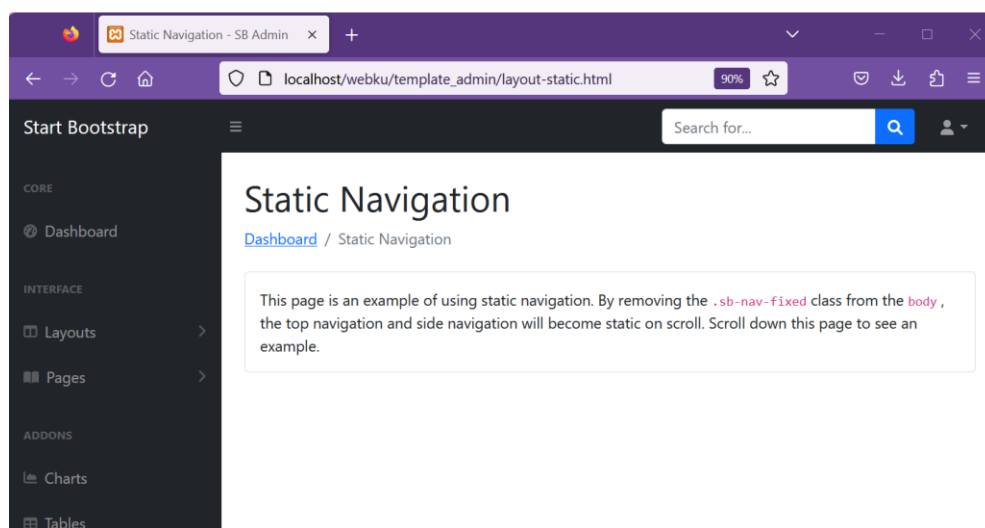 Static Navigation - SB Admin
localhost/webku/template_admin/layout-static.html
90%
Start Bootstrap
Search for...
CORE
Dashboard
INTERFACE
Layouts
Pages
ADDONS
Charts
Tables
Static Navigation
Dashboard / Static Navigation
This page is an example of using static navigation. By removing the .sb-nav-fixed class from the body ,
the top navigation and side navigation will become static on scroll. Scroll down this page to see an
example.